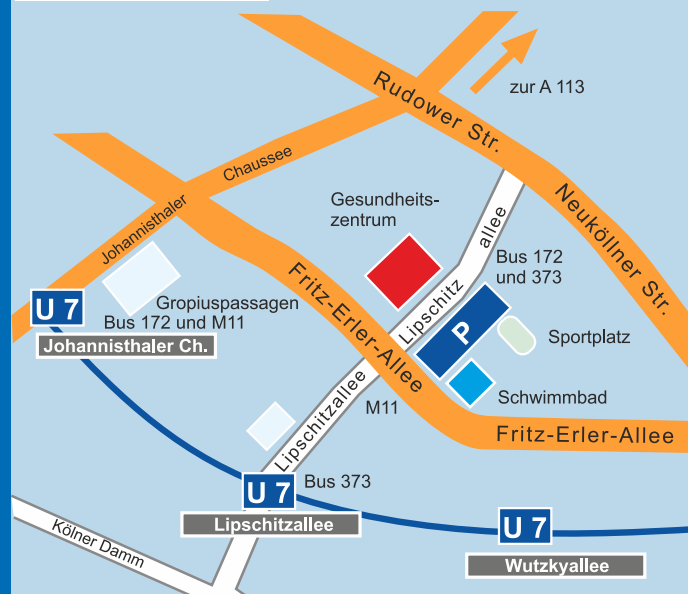 zur A 113
Rudower Str.
Johannisthaler Chaussee
Gesundheits-
zentrum
allee
Neuköllner Str.
Bus 172
und 373
Fritz-Erler-Allee
Lipschitz
U 7
Gropiuspassagen
Bus 172 und M11
Johannisthaler Ch.
P
Sportplatz
Schwimmbad
Lipschitzallee
M11
Fritz-Erler-Allee
U 7
Bus 373
Lipschitzallee
U 7
Wutzkyallee
Kölner Damm